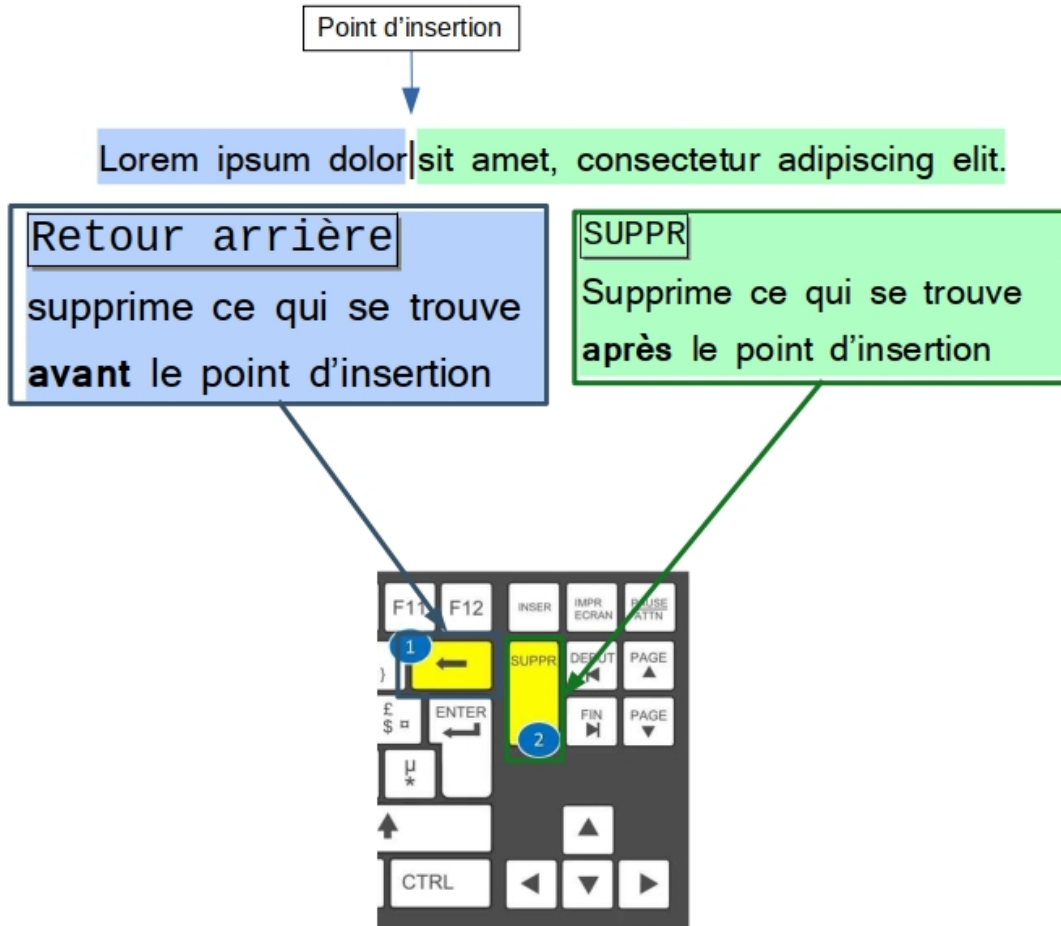 Point d’insertion
Lorem ipsum dolor sit amet, consectetur adipiscing elit.
Retour arrière
supprime ce qui se trouve
avant le point d’insertion
SUPPR
Supprime ce qui se trouve
après le point d’insertion
F11 F12 INSER IMPR ECRAN PAUSE ATTN
1
}
SUPPR DEBUT PAGE
£
$ ¤
ENTER
FIN PAGE
2
µ
*
CTRL